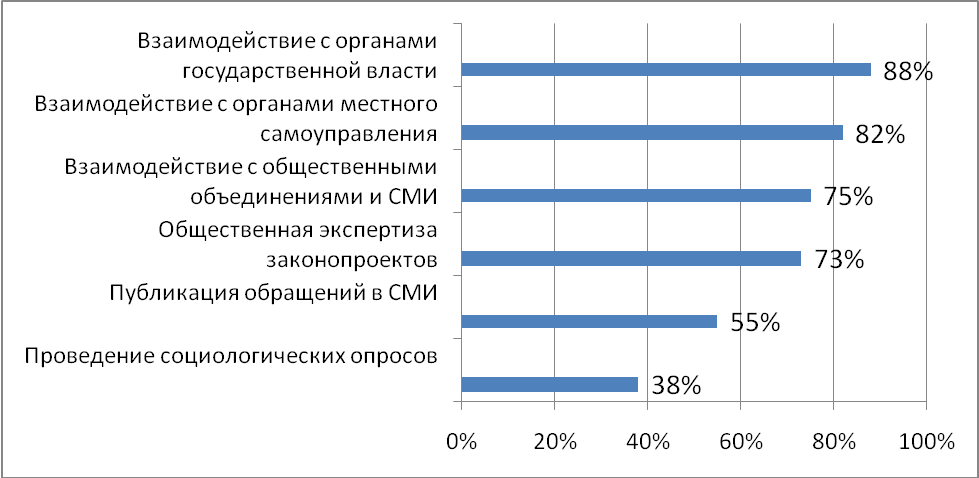 Взаимодействие с органами
государственной власти
88%
Взаимодействие с органами местного
самоуправления
82%
Взаимодействие с общественными
объединениями и СМИ
75%
Общественная экспертиза
законопроектов
73%
Публикация обращений в СМИ
55%
Проведение социологических опросов
38%
0% 20% 40% 60% 80% 100%